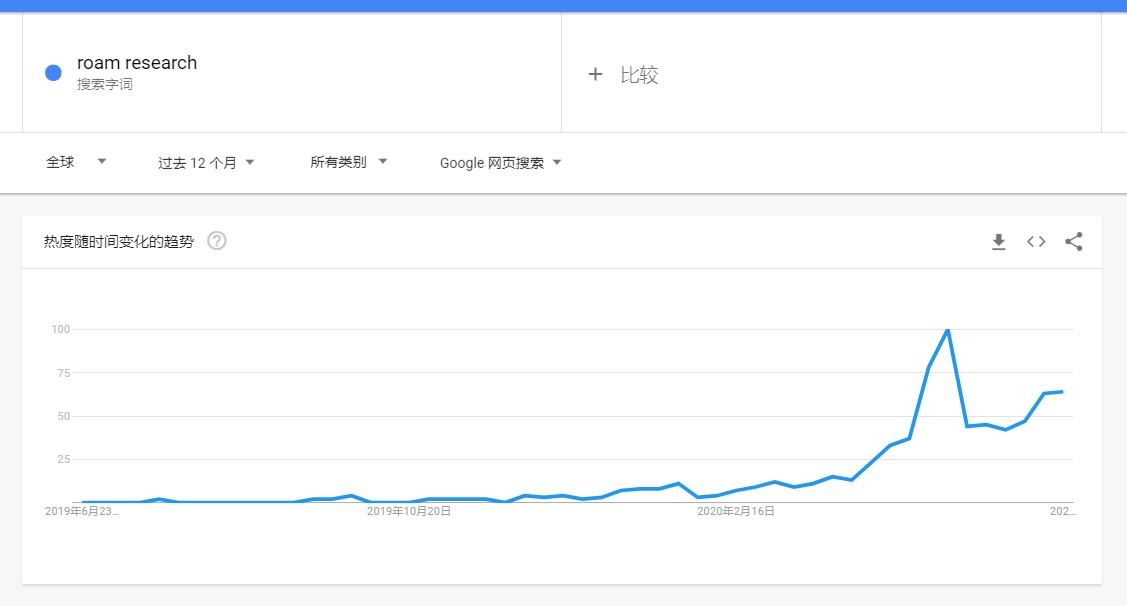 roam research
搜索字词
+ 比较
全球
过去 12 个月
所有类别
Google 网页搜索
热度随时间变化的趋势 ?
100
75
50
25
2019年6月23...
2019年10月20日
2020年2月16日
202...